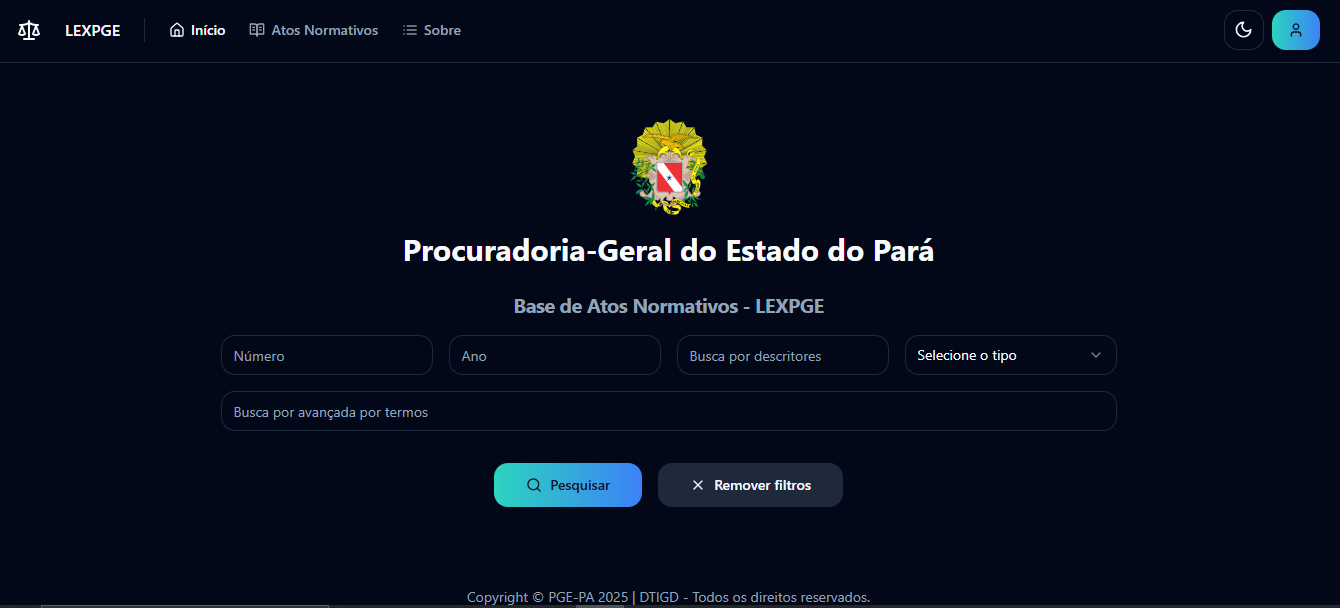 LEXPGE Início Atos Normativos Sobre
Procuradoria-Geral do Estado do Pará
Base de Atos Normativos - LEXPGE
Número Ano Busca por descritores Selecione o tipo
Busca por avançada por termos
Pesquisar Remover filtros
Copyright © PGE-PA 2025 | DTIGD - Todos os direitos reservados.